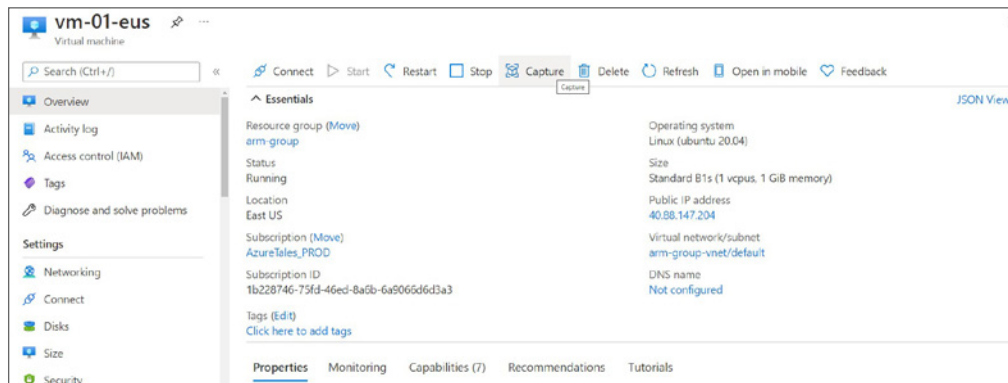 vm-01-eus
Virtual machine
Search (Ctrl+/)
Overview
Activity log
Access control (IAM)
Tags
Diagnose and solve problems
Settings
Networking
Connect
Disks
Size
Security
Connect Start Restart Stop Capture Delete Refresh Open in mobile Feedback
Capture
Essentials
JSON View
Resource group (Move)
arm-group
Status
Running
Location
East US
Subscription (Move)
AzureTales_PROD
Subscription ID
1b228746-75fd-46ed-8a6b-6a9066d6d3a3
Tags (Edit)
Click here to add tags
Operating system
Linux (ubuntu 20.04)
Size
Standard B1s (1 vcpus, 1 GiB memory)
Public IP address
40.88.147.204
Virtual network/subnet
arm-group-vnet/default
DNS name
Not configured
Properties Monitoring Capabilities (7) Recommendations Tutorials